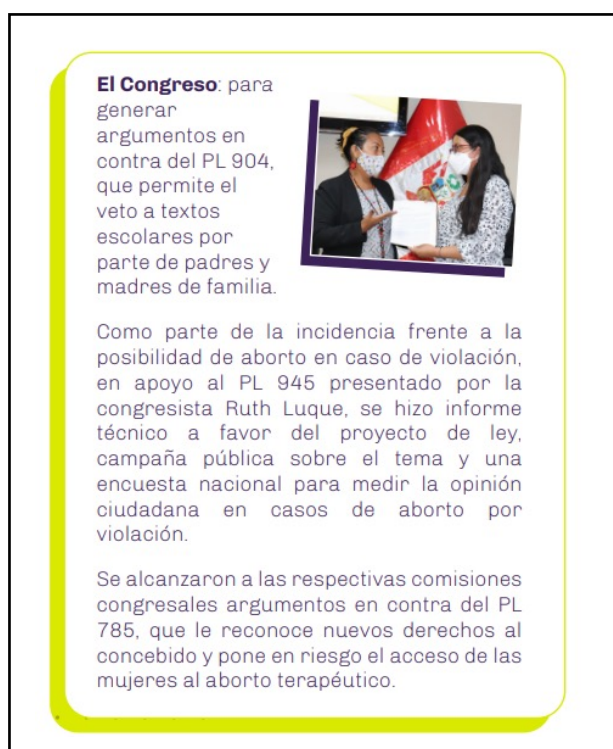 El Congreso: para
generar
argumentos en
contra del PL 904,
que permite el
veto a textos
escolares por
parte de padres y
madres de familia.
Como parte de la incidencia frente a la
posibilidad de aborto en caso de violación,
en apoyo al PL 945 presentado por la
congresista Ruth Luque, se hizo informe
técnico a favor del proyecto de ley,
campaña pública sobre el tema y una
encuesta nacional para medir la opinión
ciudadana en casos de aborto por
violación.
Se alcanzaron a las respectivas comisiones
congresales argumentos en contra del PL
785, que le reconoce nuevos derechos al
concebido y pone en riesgo el acceso de las
mujeres al aborto terapéutico.